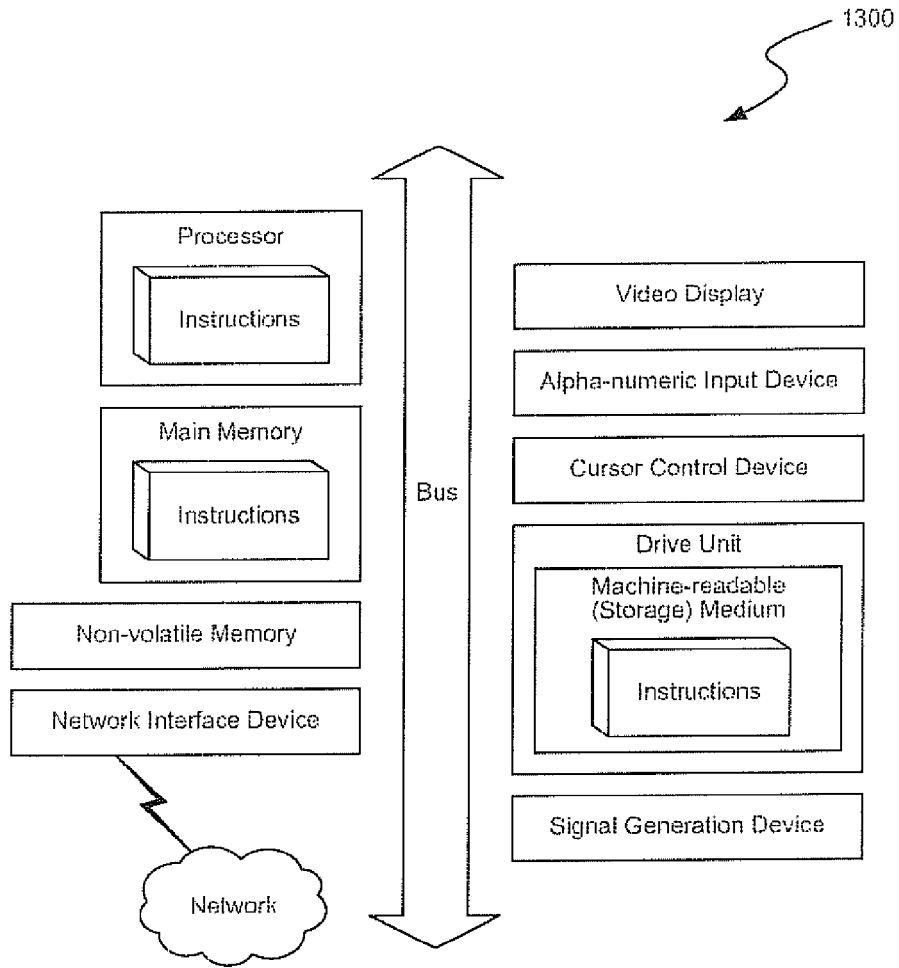 1300
Processor
Instructions
Main Memory
Instructions
Non-volatile Memory
Network Interface Device
Network
Bus
Video Display
Alpha-numeric Input Device
Cursor Control Device
Drive Unit
Machine-readable
(Storage) Medium
Instructions
Signal Generation Device